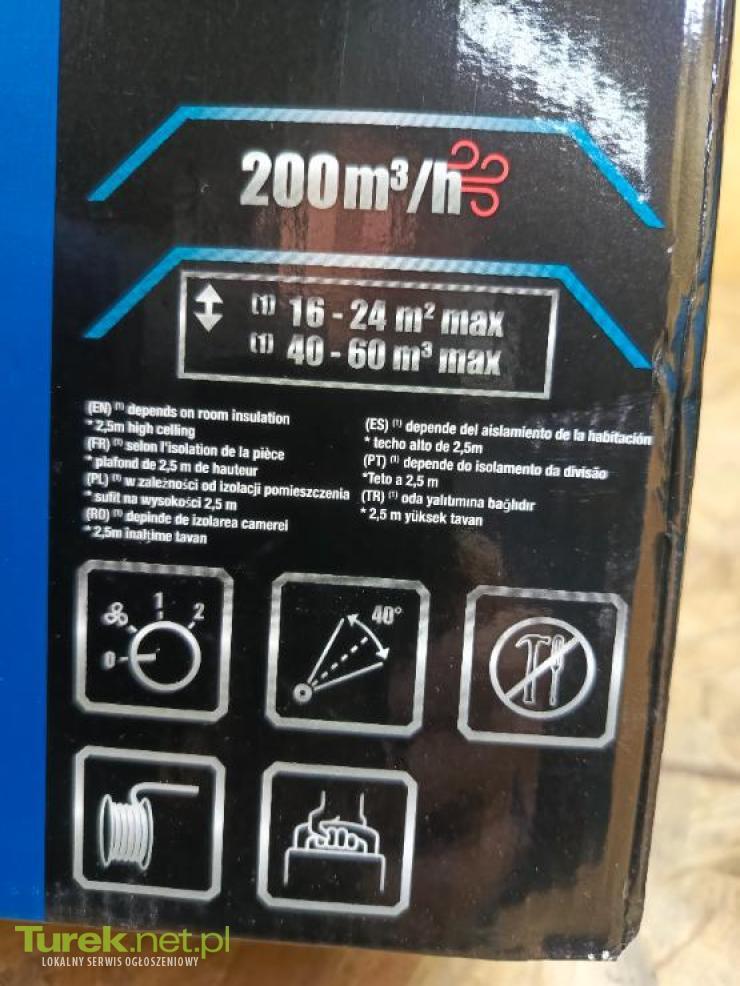 200m³/h
(1) 16 - 24 m² max
(1) 40 - 60 m³ max
(EN) (1) depends on room insulation
* 2,5m high ceiling
(FR) (1) selon l'isolation de la pièce
* plafond de 2,5 m de hauteur
(PL) (1) w zależności od izolacji pomieszczenia
* sufit na wysokości 2,5 m
(RO) (1) depinde de izolarea camerei
* 2,5m înălțime tavan
(ES) (1) depende del aislamiento de la habitación
* techo alto de 2,5m
(PT) (1) depende do isolamento da divisão
*Teto a 2,5 m
(TR) (1) oda yalıtımına bağlıdır
* 2,5 m yüksek tavan
0 1 2
40°
Turek.net.pl
LOKALNY SERWIS OGŁOSZENIOWY